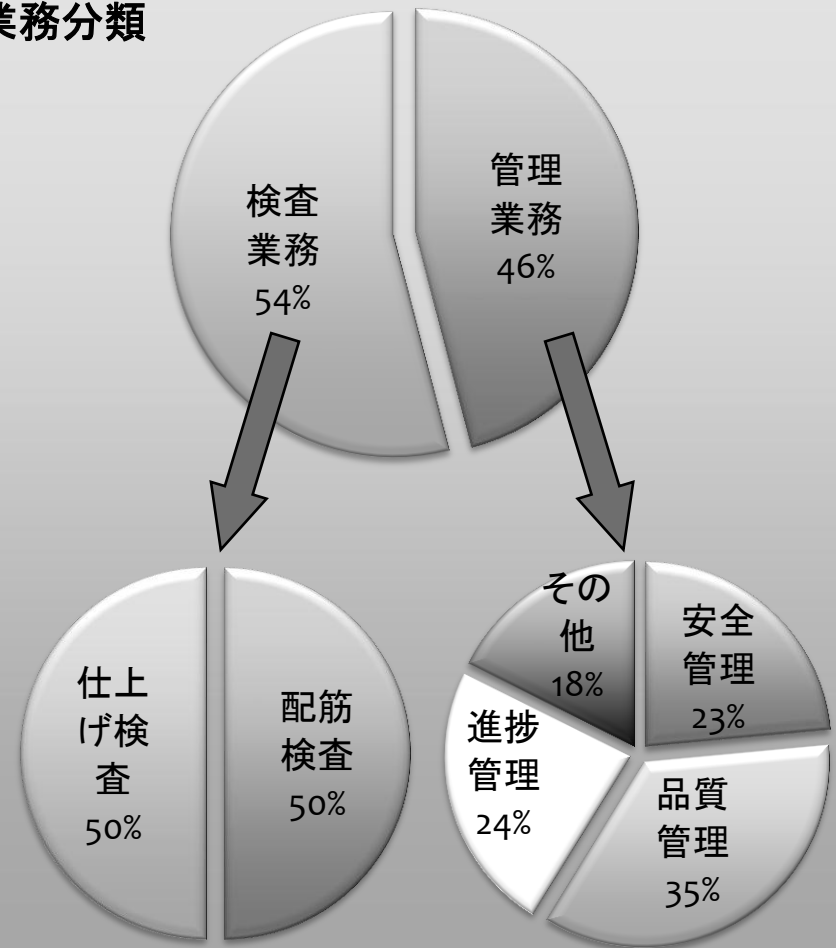 業務分類
検査
業務
54%
管理
業務
46%
仕上
げ検
査
50%
配筋
検査
50%
その
他
18%
安全
管理
23%
進捗
管理
24%
品質
管理
35%